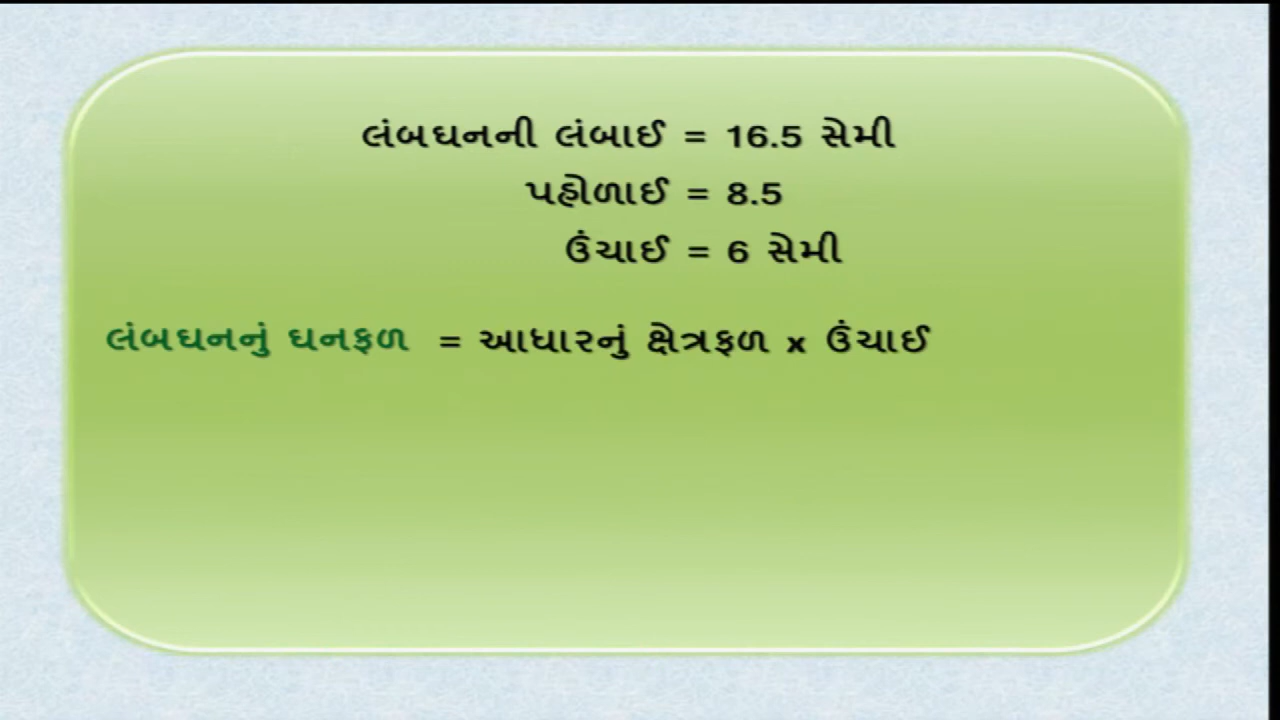 લંબઘનની લંબાઈ = 16.5 સેમી
પહોળાઈ = 8.5
ઉંચાઈ = 6 સેમી
લંબઘનનું ઘનફળ = આધારનું ક્ષેત્રફળ x ઉંચાઈ